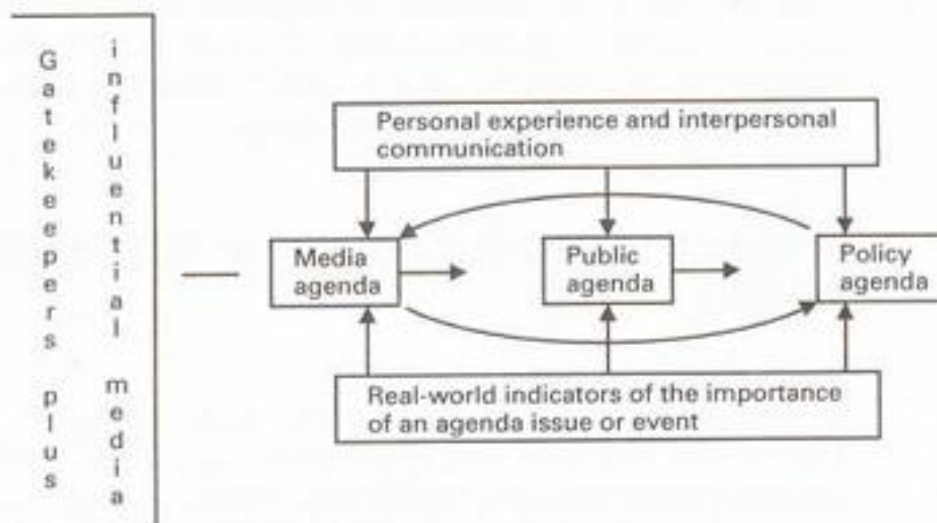 Gatekeepers plus
influential media
Personal experience and interpersonal
communication
Media
agenda
Public
agenda
Policy
agenda
Real-world indicators of the importance
of an agenda issue or event